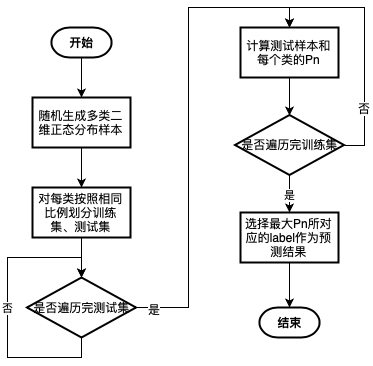 开始
随机生成多类二
维正态分布样本
对每类按照相同
比例划分训练
集、测试集
否
是否遍历完测试集
是
计算测试样本和
每个类的Pn
否
是否遍历完训练集
是
选择最大Pn所对
应的label作为预
测结果
结束